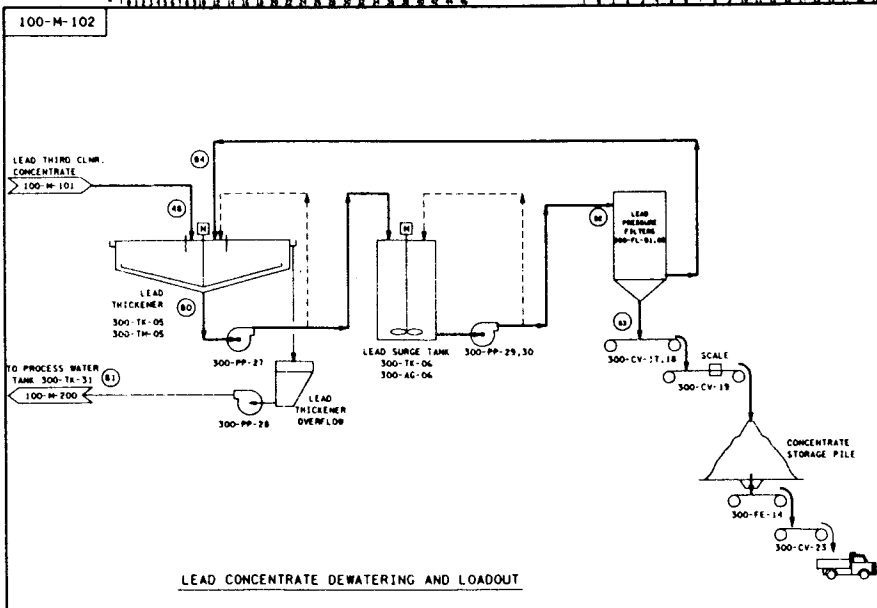 100-M-102
LEAD THIRD CLNR.
CONCENTRATE
100-M-101
48
84
M
M
LEAD
PRESSURE
FILTERS
LEAD
THICKENER
300-TK-05
300-TM-05
80
300-PP-27
LEAD SURGE TANK
300-TK-06
300-AG-06
300-PP-29,30
83
300-CV-17,18
SCALE
300-CV-19
TO PROCESS WATER
TANK 300-TK-31
81
100-M-200
300-PP-28
LEAD
THICKENER
OVERFLOW
CONCENTRATE
STORAGE PILE
300-FE-14
300-CV-23
LEAD CONCENTRATE DEWATERING AND LOADOUT